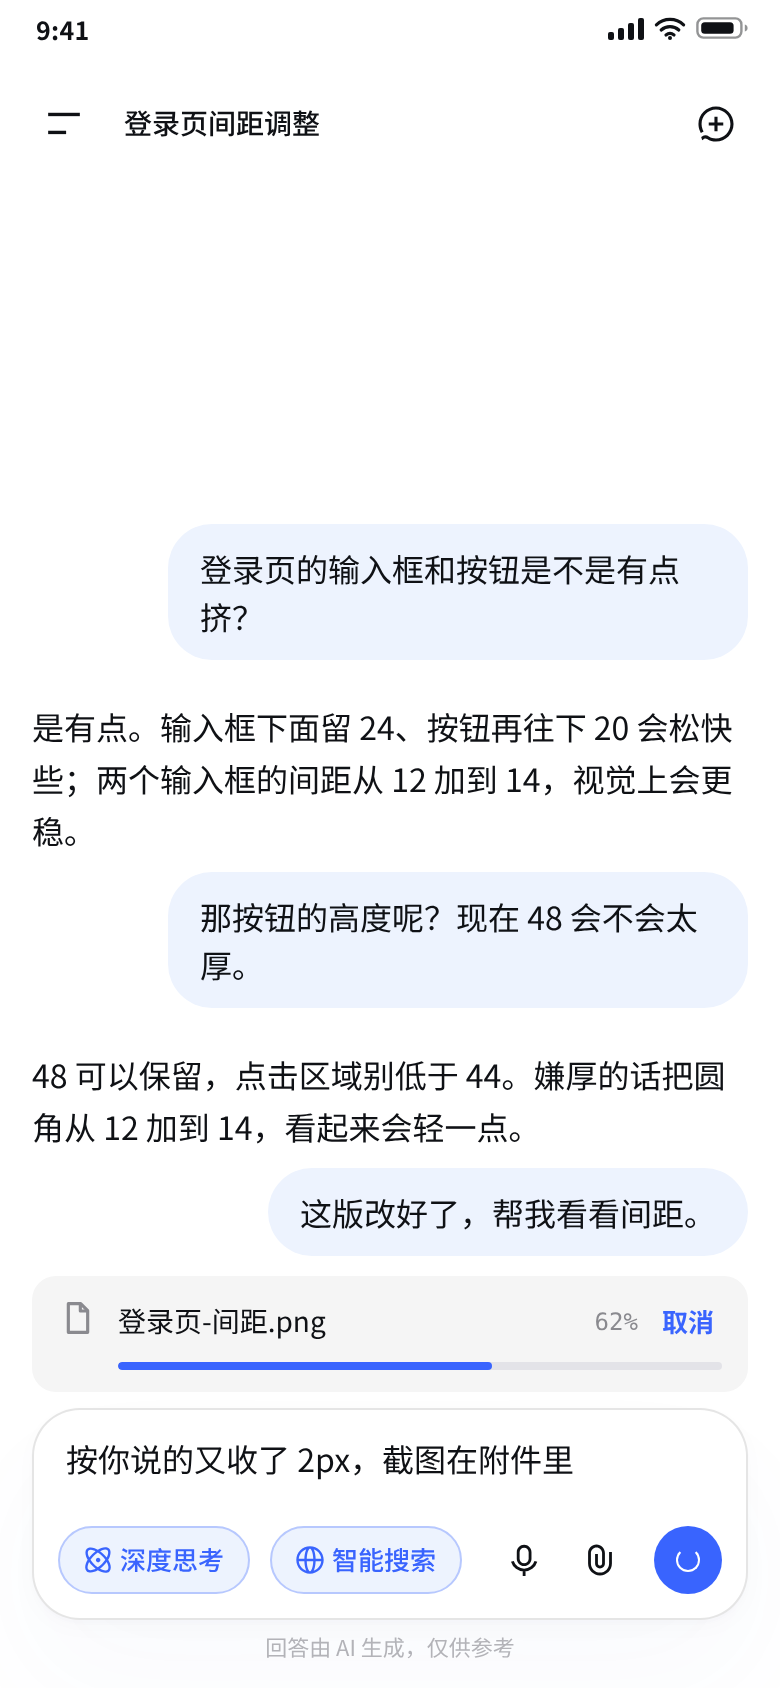 9:41
登录页间距调整
登录页的输入框和按钮是不是有点
挤？
是有点。输入框下面留 24、按钮再往下 20 会松快
些；两个输入框的间距从 12 加到 14，视觉上会更
稳。
那按钮的高度呢？现在 48 会不会太
厚。
48 可以保留，点击区域别低于 44。嫌厚的话把圆
角从 12 加到 14，看起来会轻一点。
这版改好了，帮我看看间距。
登录页-间距.png 62% 取消
按你说的又收了 2px，截图在附件里
深度思考 智能搜索
回答由 AI 生成，仅供参考